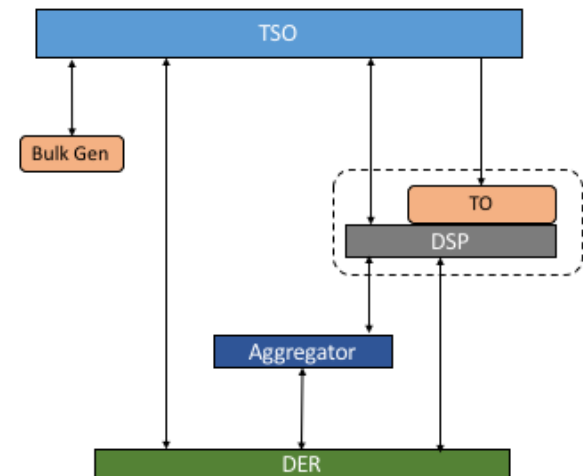 TSO
Bulk Gen
TO
DSP
Aggregator
DER